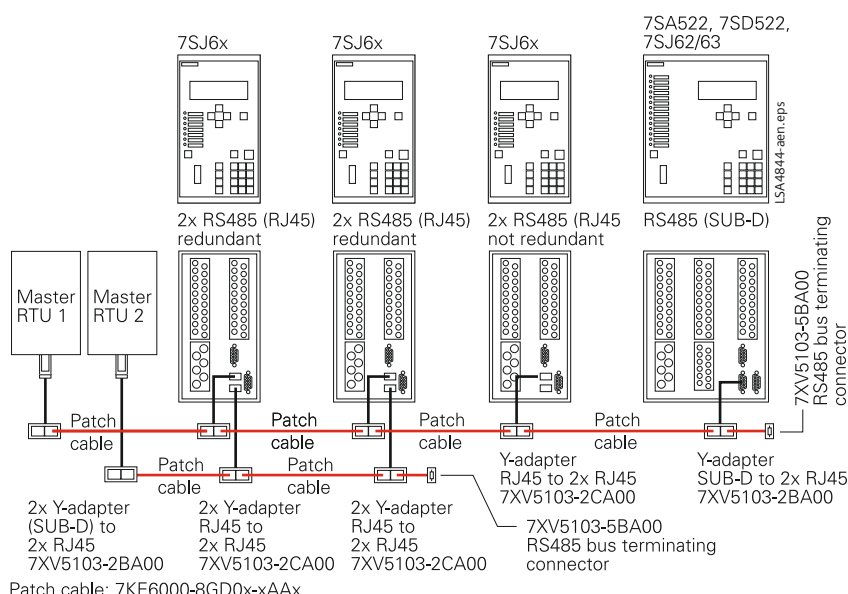 7SJ6x
7SJ6x
7SJ6x
7SA522, 7SD522,
7SJ62/63
LSA4844-aen.eps
2x RS485 (RJ45)
redundant
2x RS485 (RJ45)
redundant
2x RS485 (RJ45
not redundant
RS485 (SUB-D)
Master
RTU 1
Master
RTU 2
7XV5103-5BA00
RS485 bus terminating
connector
Patch
cable
Patch
cable
Patch
cable
Patch
cable
Patch
cable
Patch
cable
2x Y-adapter
(SUB-D) to
2x RJ45
7XV5103-2BA00
2x Y-adapter
RJ45 to
2x RJ45
7XV5103-2CA00
2x Y-adapter
RJ45 to
2x RJ45
7XV5103-2CA00
Y-adapter
RJ45 to 2x RJ45
7XV5103-2CA00
Y-adapter
SUB-D to 2x RJ45
7XV5103-2BA00
7XV5103-5BA00
RS485 bus terminating
connector
Patch cable: 7KE6000-8GD0x-xAAx